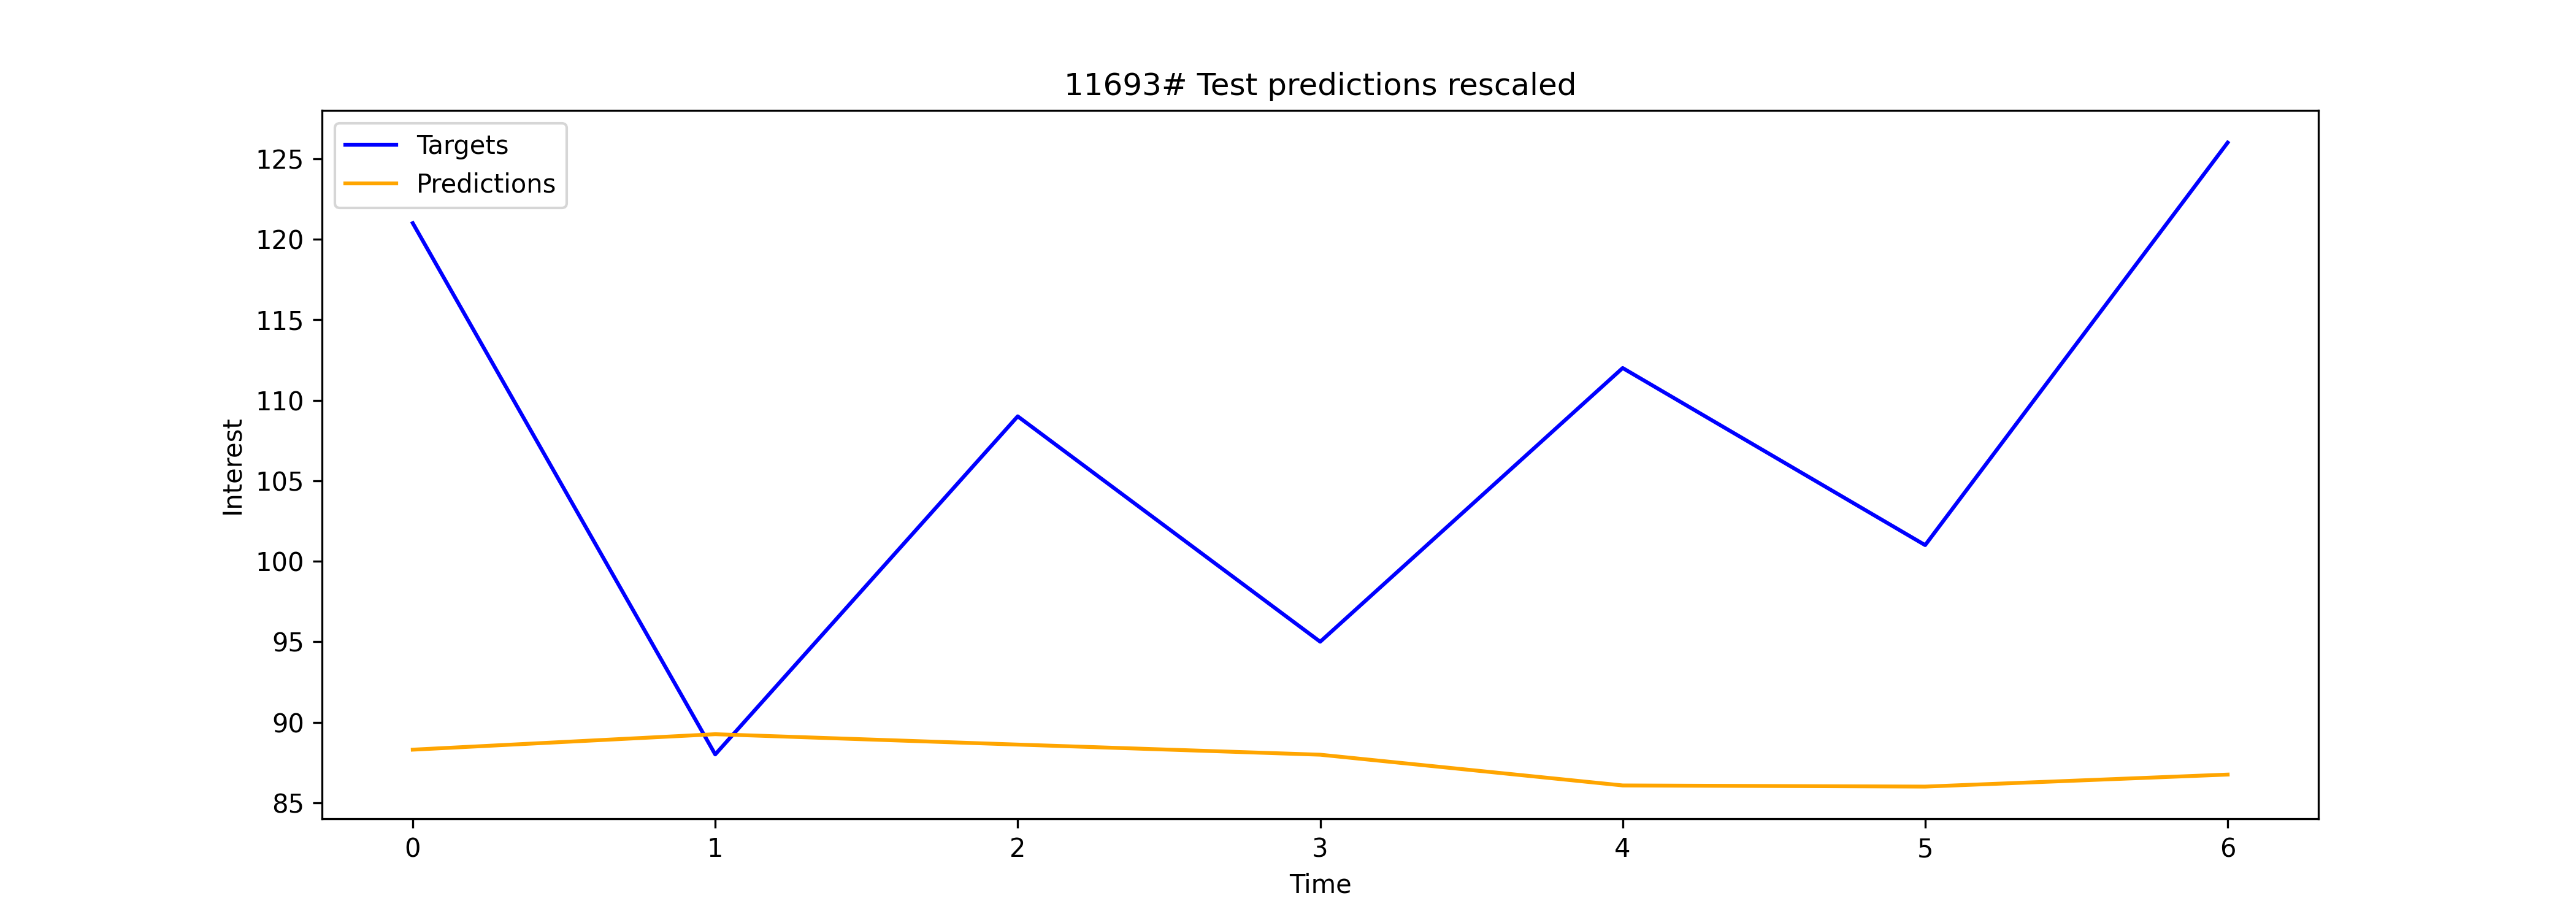 11693# Test predictions rescaled
Targets
Predictions
125
120
115
110
105
100
95
90
85
Interest
0 1 2 3 4 5 6
Time